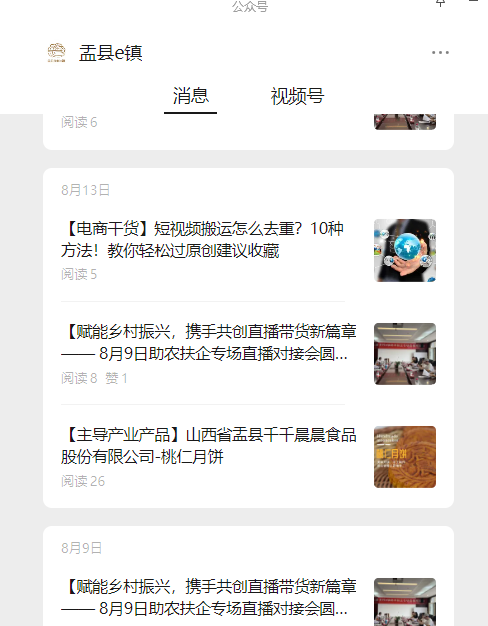 公众号
盂县e镇
消息
视频号
阅读 6
8月13日
【电商干货】短视频搬运怎么去重？10种
方法！教你轻松过原创建议收藏
阅读 5
【赋能乡村振兴，携手共创直播带货新篇章
—— 8月9日助农扶企专场直播对接会圆...
阅读 8 赞 1
【主导产业产品】山西省盂县千千晨晨食品
股份有限公司-桃仁月饼
阅读 26
8月9日
【赋能乡村振兴，携手共创直播带货新篇章
—— 8月9日助农扶企专场直播对接会圆...